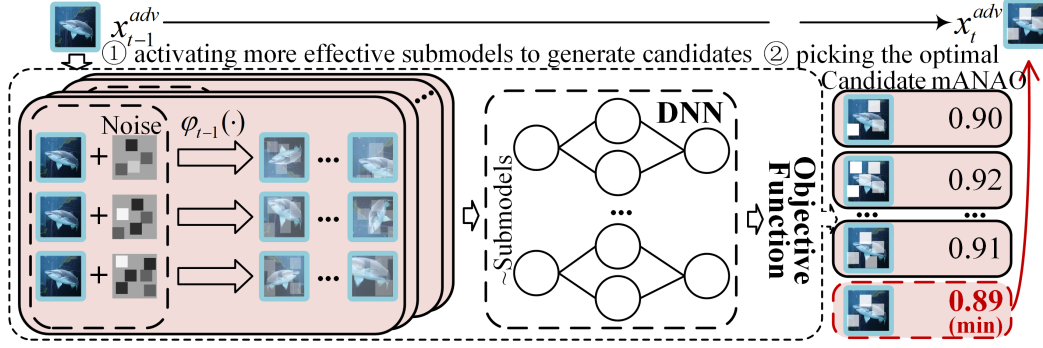 x_{t-1}^{adv}
x_t^{adv}
① activating more effective submodels to generate candidates ② picking the optimal
Candidate mANAO
Noise
φ_{t-1}(·)
+
...
+
...
+
...
...
~Submodels
DNN
...
Objective
Function
0.90
0.92
... ...
0.91
0.89
(min)